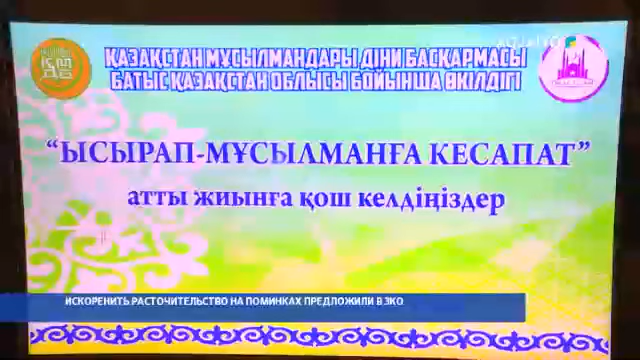 ҚАЗАҚСТАН МҰСЫЛМАНДАРЫ ДІНИ БАСҚАРМАСЫ
БАТЫС ҚАЗАҚСТАН ОБЛЫСЫ БОЙЫНША ӨКІЛДІГІ
“ЫСЫРАП-МҰСЫЛМАНҒА КЕСАПАТ”
атты жиынға қош келдіңіздер
ИСКОРЕНИТЬ РАСТОЧИТЕЛЬСТВО НА ПОМИНКАХ ПРЕДЛОЖИЛИ В ЗКО